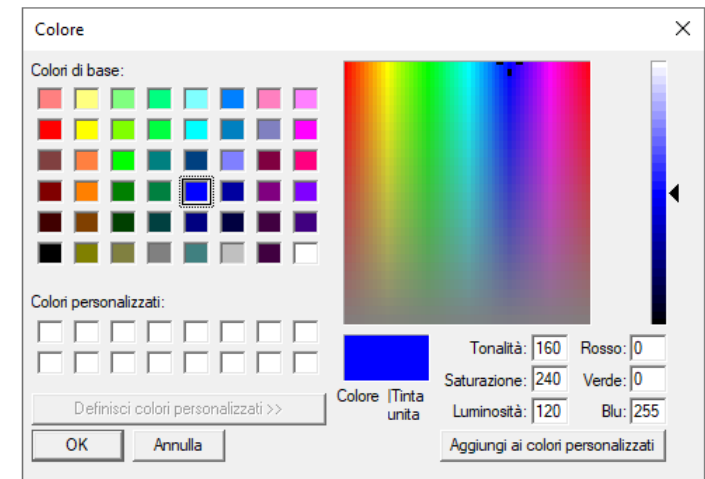 Colore
Colori di base:
Colori personalizzati:
Definisci colori personalizzati >>
OK Annulla
Colore |Tinta
unita
Tonalità: 160 Rosso: 0
Saturazione: 240 Verde: 0
Luminosità: 120 Blu: 255
Aggiungi ai colori personalizzati